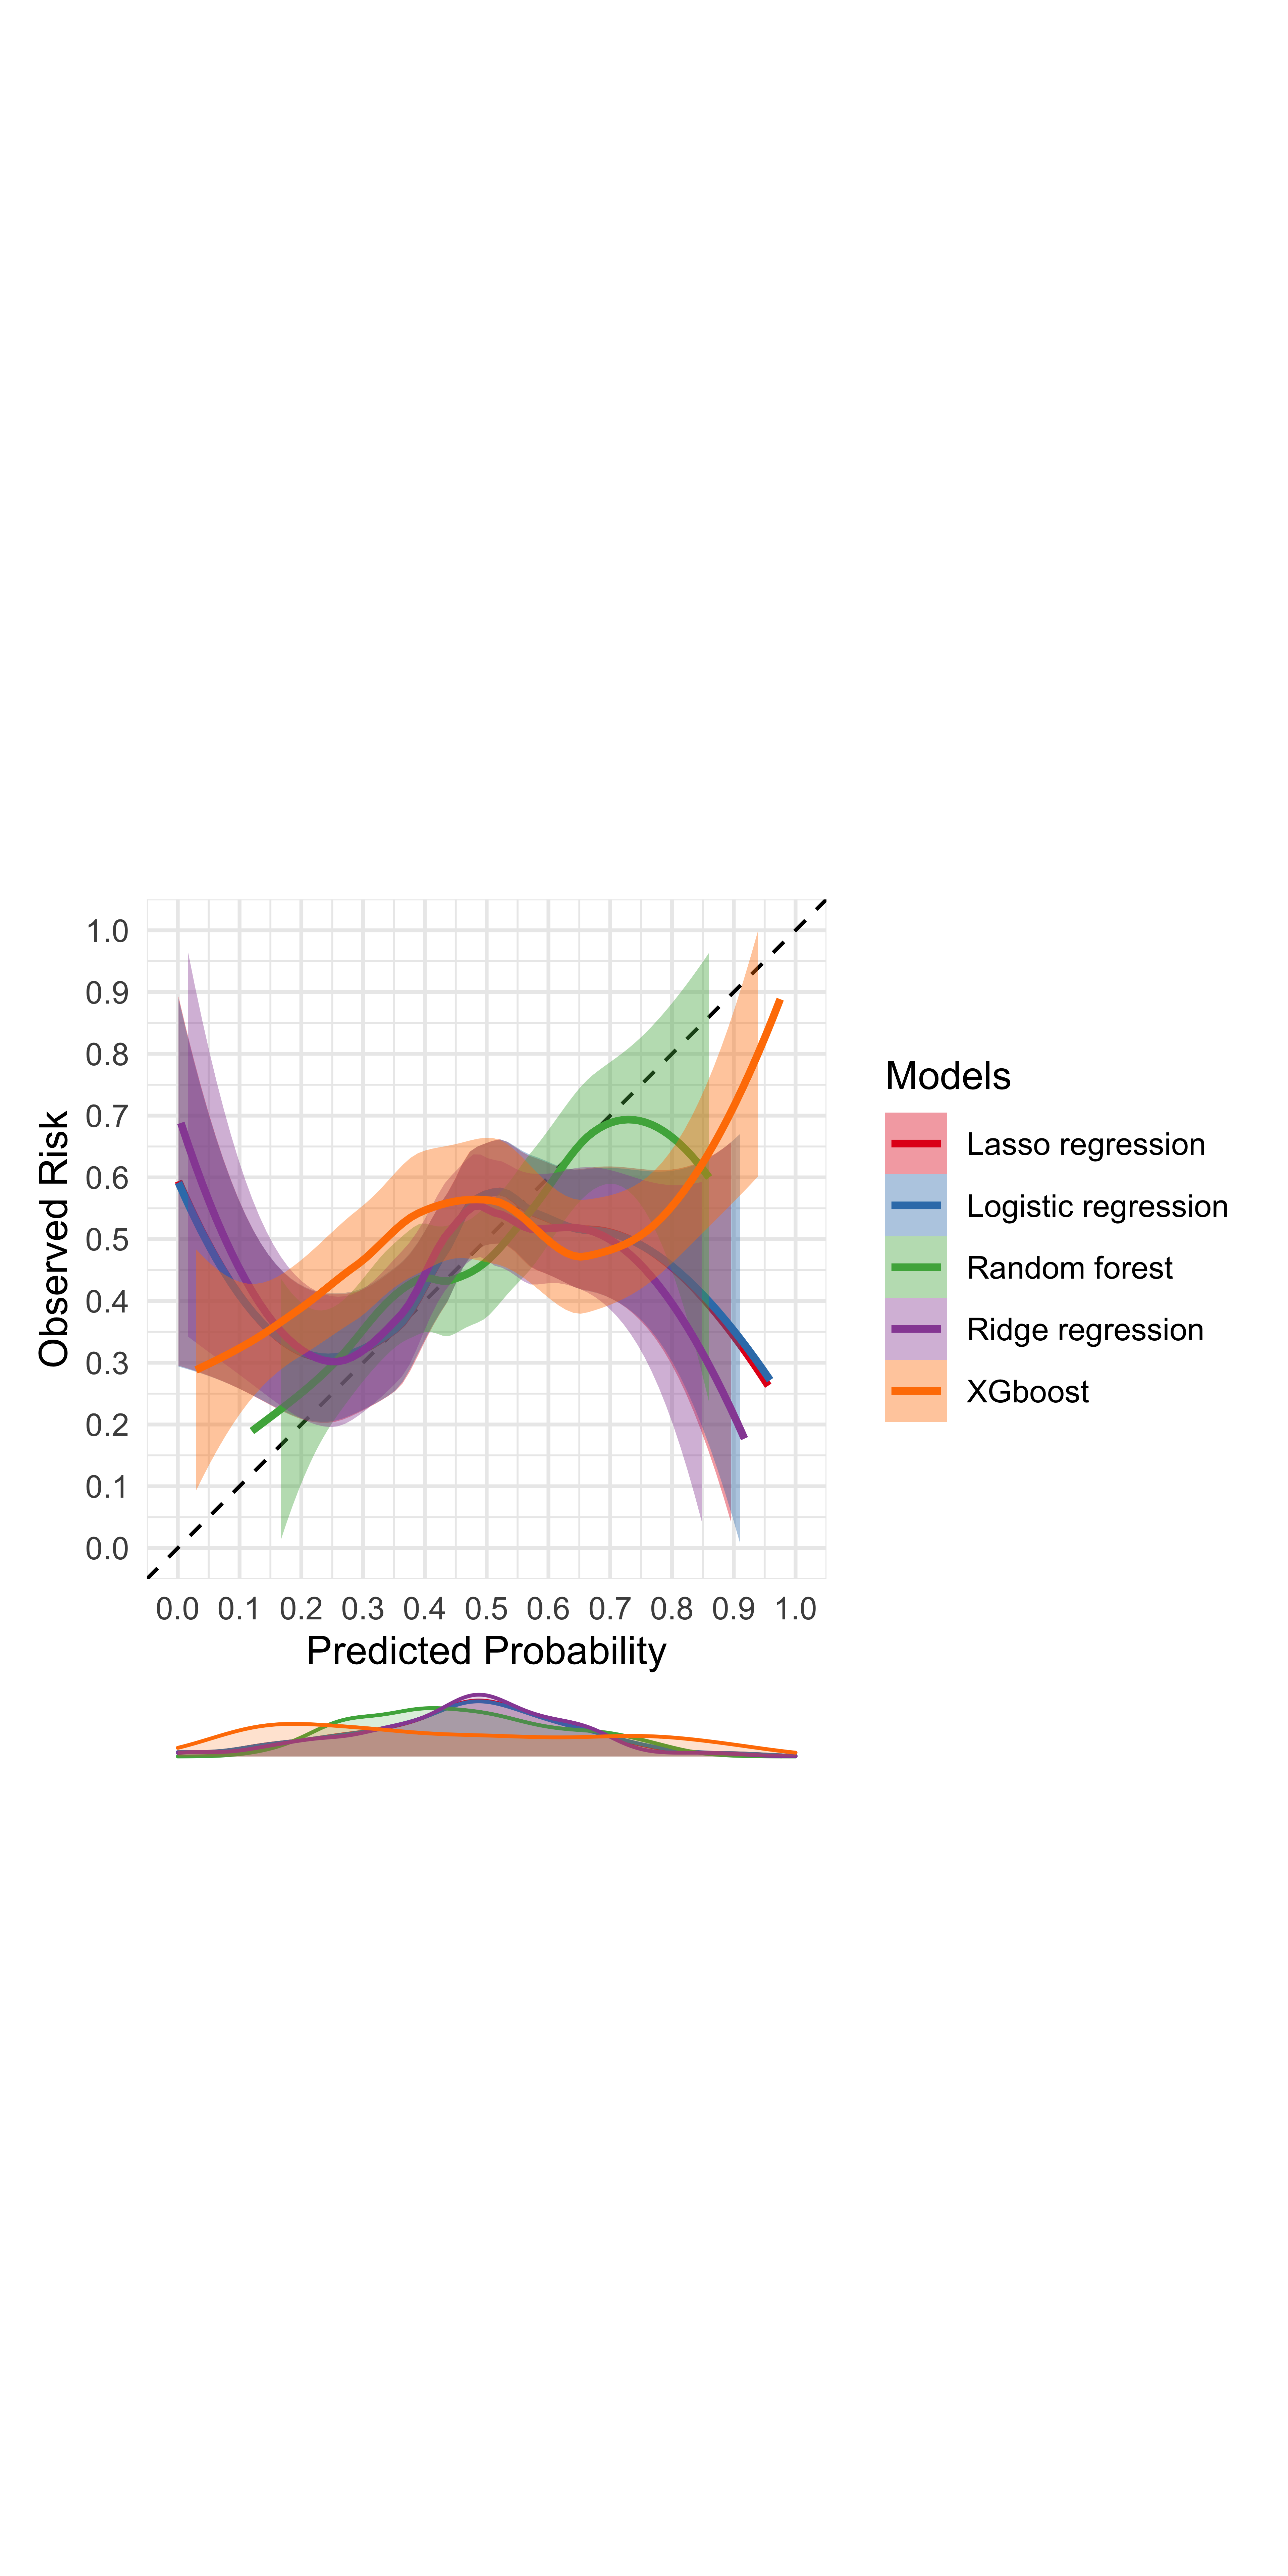 1.0
0.9
0.8
0.7
0.6
0.5
0.4
0.3
0.2
0.1
0.0
Observed Risk
0.0 0.1 0.2 0.3 0.4 0.5 0.6 0.7 0.8 0.9 1.0
Predicted Probability
Models
Lasso regression
Logistic regression
Random forest
Ridge regression
XGboost